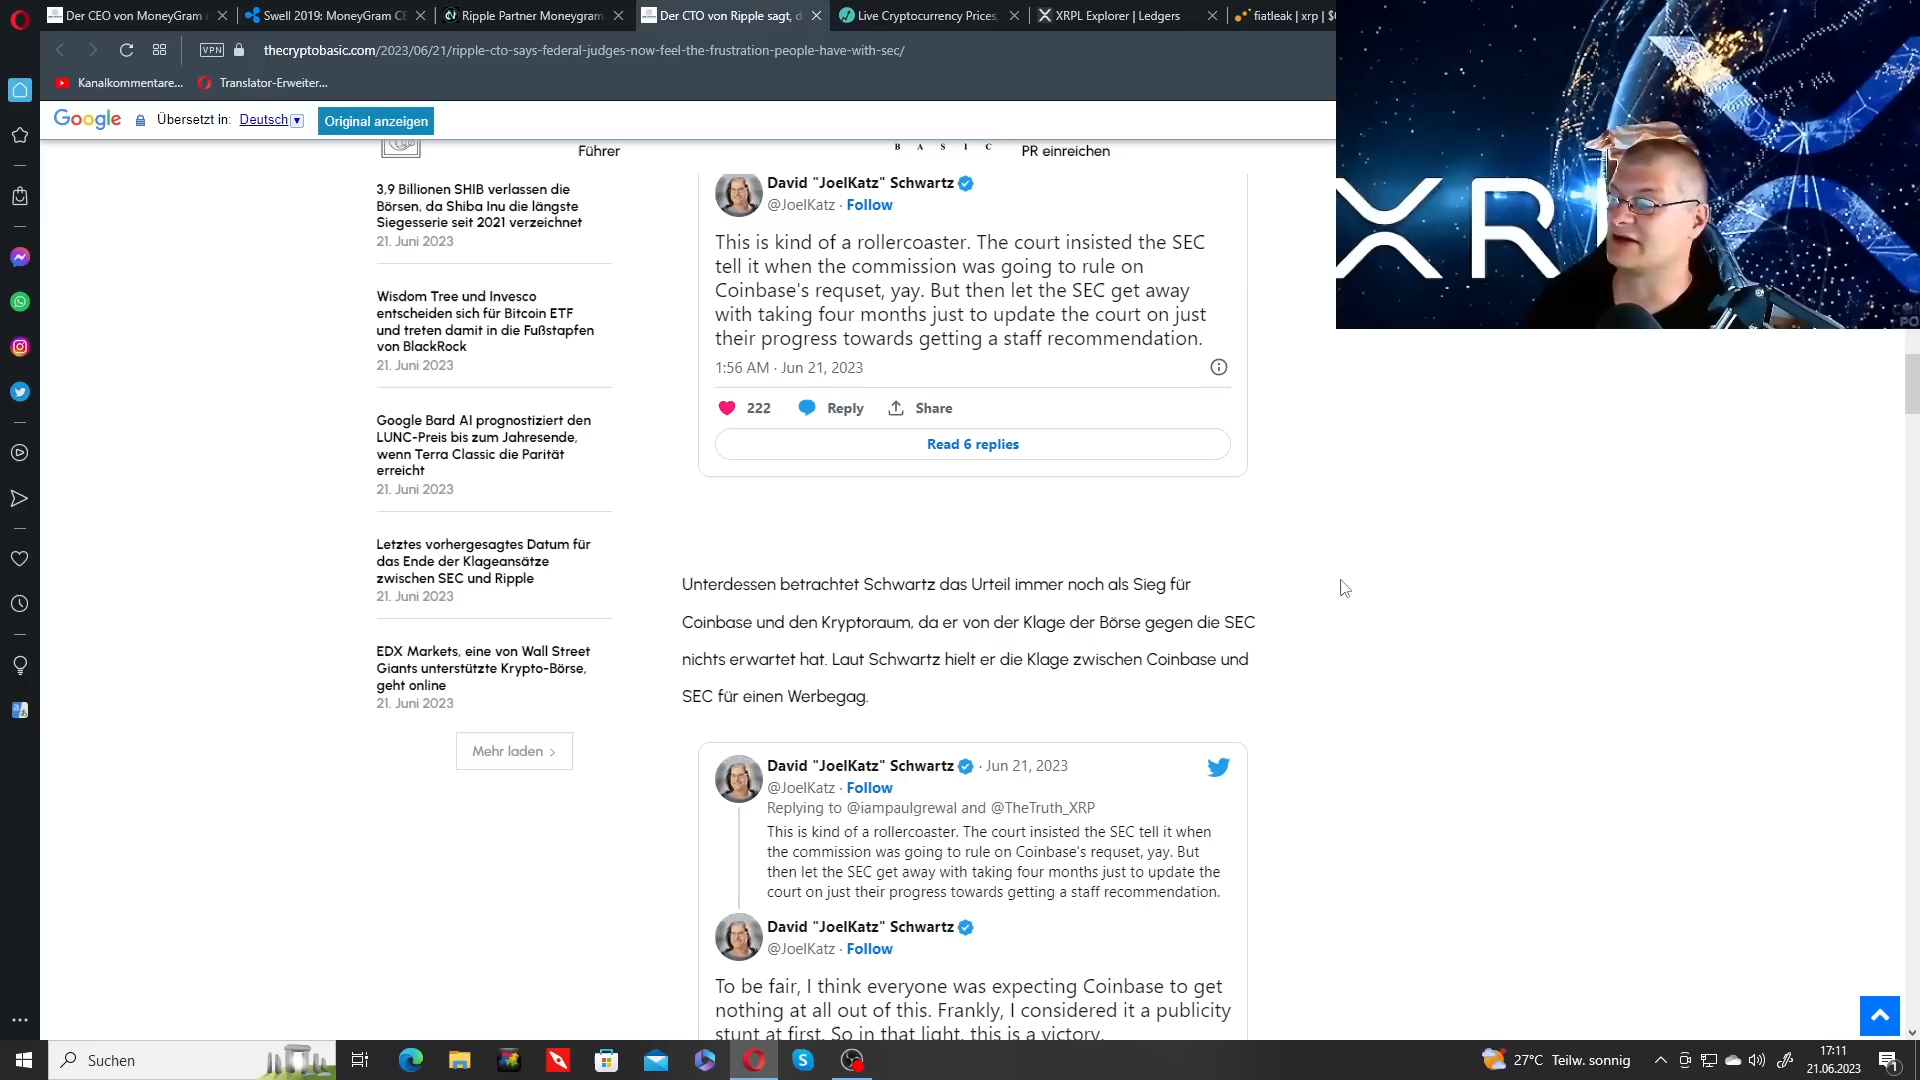 Der CEO von MoneyGram
Swell 2019: MoneyGram CE
Ripple Partner Moneygram
Der CTO von Ripple sagt, d
Live Cryptocurrency Prices,
XRPL Explorer | Ledgers
fiatleak | xrp |
VPN
thecryptobasic.com/2023/06/21/ripple-cto-says-federal-judges-now-feel-the-frustration-people-have-with-sec/
Kanalkommentare...
Translator-Erweiter...
Google
Übersetzt in:
Deutsch
Original anzeigen
Führer
BASIC
PR einreichen
3,9 Billionen SHIB verlassen die
Börsen, da Shiba Inu die längste
Siegesserie seit 2021 verzeichnet
21. Juni 2023
Wisdom Tree und Invesco
entscheiden sich für Bitcoin ETF
und treten damit in die Fußstapfen
von BlackRock
21. Juni 2023
Google Bard AI prognostiziert den
LUNC-Preis bis zum Jahresende,
wenn Terra Classic die Parität
erreicht
21. Juni 2023
Letztes vorhergesagtes Datum für
das Ende der Klageansätze
zwischen SEC und Ripple
21. Juni 2023
EDX Markets, eine von Wall Street
Giants unterstützte Krypto-Börse,
geht online
21. Juni 2023
Mehr laden >
David "JoelKatz" Schwartz
@JoelKatz · Follow
This is kind of a rollercoaster. The court insisted the SEC
tell it when the commission was going to rule on
Coinbase's requset, yay. But then let the SEC get away
with taking four months just to update the court on just
their progress towards getting a staff recommendation.
1:56 AM · Jun 21, 2023
222
Reply
Share
Read 6 replies
Unterdessen betrachtet Schwartz das Urteil immer noch als Sieg für
Coinbase und den Kryptoraum, da er von der Klage der Börse gegen die SEC
nichts erwartet hat. Laut Schwartz hielt er die Klage zwischen Coinbase und
SEC für einen Werbegag.
David "JoelKatz" Schwartz · Jun 21, 2023
@JoelKatz · Follow
Replying to @iampaulgrewal and @TheTruth_XRP
This is kind of a rollercoaster. The court insisted the SEC tell it when
the commission was going to rule on Coinbase's requset, yay. But
then let the SEC get away with taking four months just to update the
court on just their progress towards getting a staff recommendation.
David "JoelKatz" Schwartz
@JoelKatz · Follow
To be fair, I think everyone was expecting Coinbase to get
nothing at all out of this. Frankly, I considered it a publicity
stunt at first. So in that light, this is a victory.
XR
Suchen
27°C Teilw. sonnig
17:11
21.06.2023
1